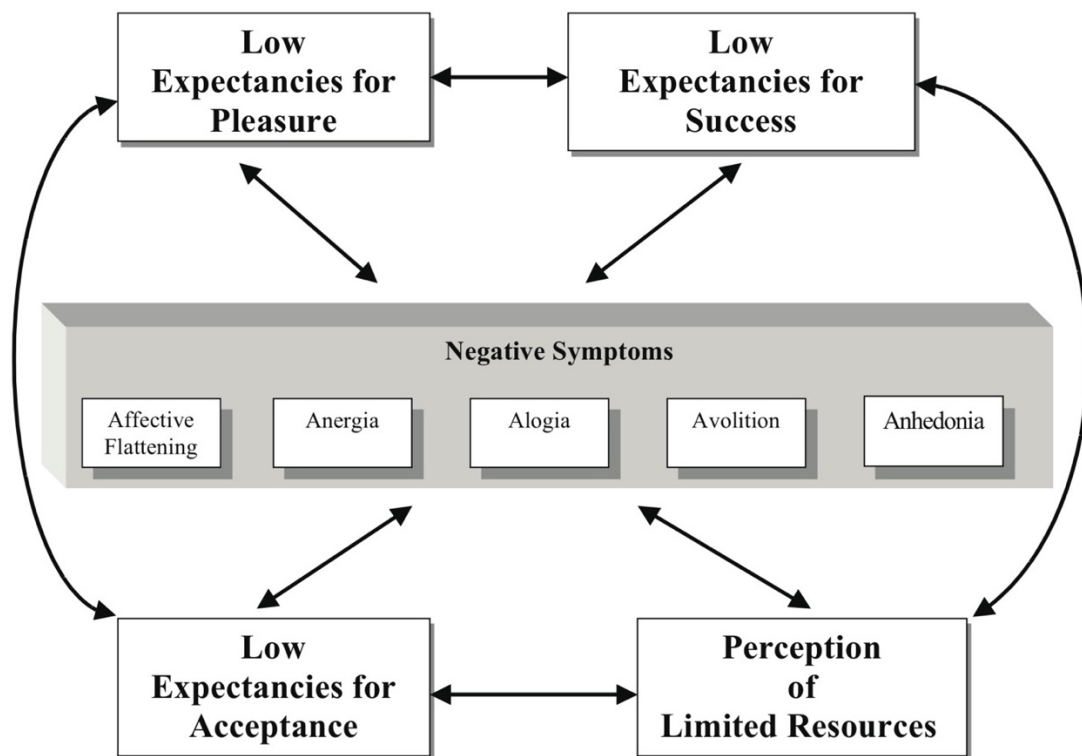 Low
Expectancies for
Pleasure
Low
Expectancies for
Success
Negative Symptoms
Affective
Flattening
Anergia
Alogia
Avolition
Anhedonia
Low
Expectancies for
Acceptance
Perception
of
Limited Resources